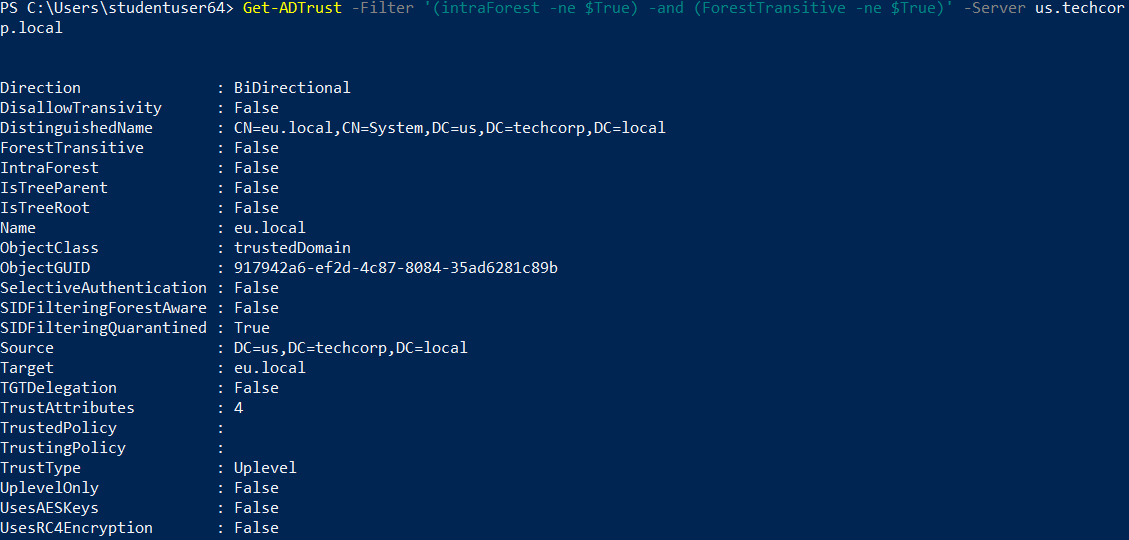 PS C:\Users\studentuser64> Get-ADTrust -Filter '(intraForest -ne $True) -and (ForestTransitive -ne $True)' -Server us.techcor
p.local
Direction : BiDirectional
DisallowTransivity : False
DistinguishedName : CN=eu.local,CN=System,DC=us,DC=techcorp,DC=local
ForestTransitive : False
IntraForest : False
IsTreeParent : False
IsTreeRoot : False
Name : eu.local
ObjectClass : trustedDomain
ObjectGUID : 917942a6-ef2d-4c87-8084-35ad6281c89b
SelectiveAuthentication : False
SIDFilteringForestAware : False
SIDFilteringQuarantined : True
Source : DC=us,DC=techcorp,DC=local
Target : eu.local
TGTDelegation : False
TrustAttributes : 4
TrustedPolicy :
TrustingPolicy :
TrustType : Uplevel
UplevelOnly : False
UsesAESKeys : False
UsesRC4Encryption : False